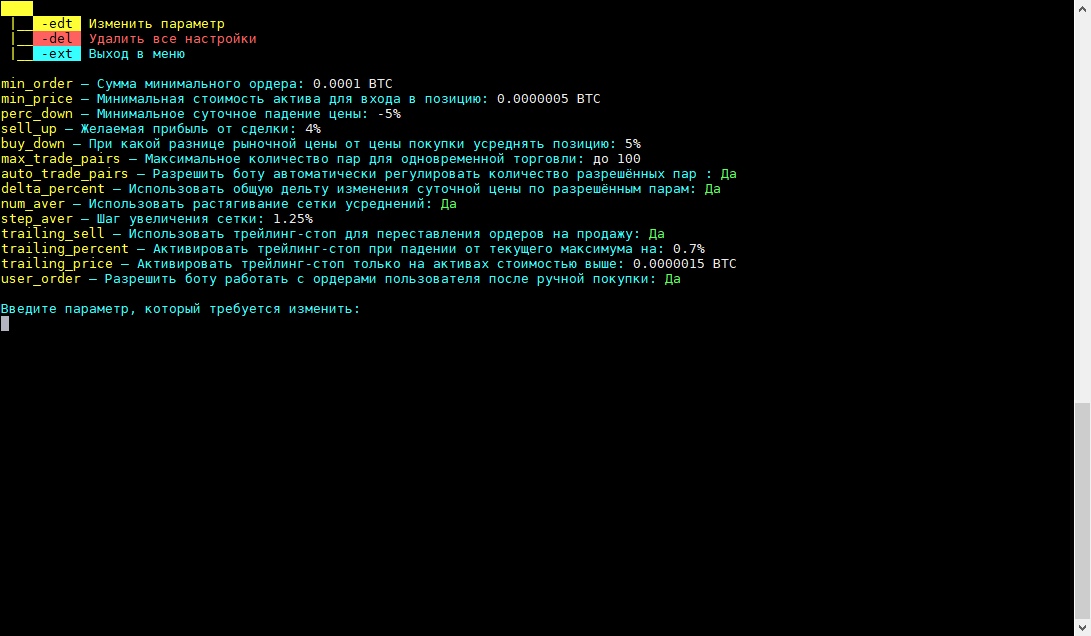 |__ -edt Изменить параметр
|__ -del Удалить все настройки
|__ -ext Выход в меню
min_order – Сумма минимального ордера: 0.0001 BTC
min_price – Минимальная стоимость актива для входа в позицию: 0.0000005 BTC
perc_down – Минимальное суточное падение цены: -5%
sell_up – Желаемая прибыль от сделки: 4%
buy_down – При какой разнице рыночной цены от цены покупки усреднять позицию: 5%
max_trade_pairs – Максимальное количество пар для одновременной торговли: до 100
auto_trade_pairs – Разрешить боту автоматически регулировать количество разрешённых пар : Да
delta_percent – Использовать общую дельту изменения суточной цены по разрешённым парам: Да
num_aver – Использовать растягивание сетки усреднений: Да
step_aver – Шаг увеличения сетки: 1.25%
trailing_sell – Использовать трейлинг-стоп для переставления ордеров на продажу: Да
trailing_percent – Активировать трейлинг-стоп при падении от текущего максимума на: 0.7%
trailing_price – Активировать трейлинг-стоп только на активах стоимостью выше: 0.0000015 BTC
user_order – Разрешить боту работать с ордерами пользователя после ручной покупки: Да
Введите параметр, который требуется изменить: